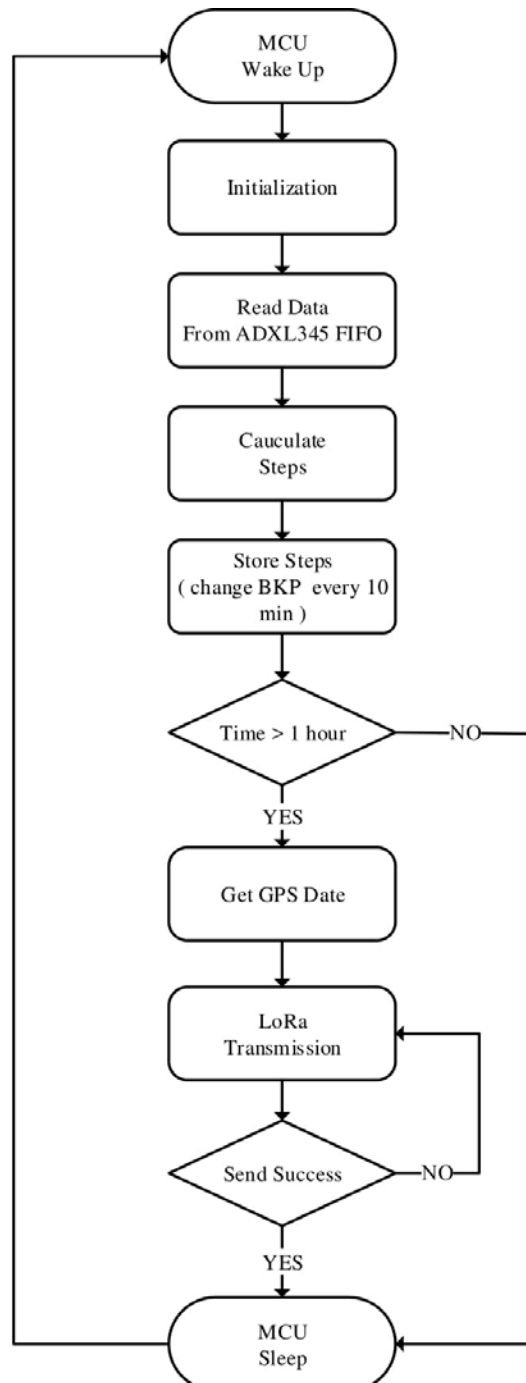 MCU
Wake Up
Initialization
Read Data
From ADXL345 FIFO
Cauculate
Steps
Store Steps
( change BKP every 10
min )
Time > 1 hour
NO
YES
Get GPS Date
LoRa
Transmission
Send Success
NO
YES
MCU
Sleep